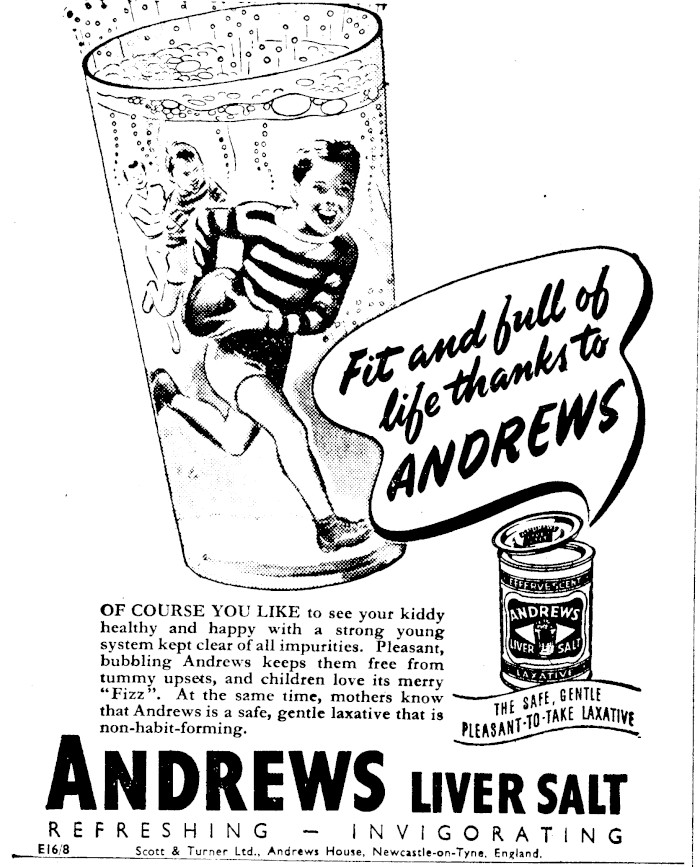 Fit and full of
life thanks to
ANDREWS
EFFERVESCENT
ANDREWS
LIVER SALT
LAXATIVE
THE SAFE, GENTLE
PLEASANT-TO-TAKE LAXATIVE
OF COURSE YOU LIKE to see your kiddy
healthy and happy with a strong young
system kept clear of all impurities. Pleasant,
bubbling Andrews keeps them free from
tummy upsets, and children love its merry
“Fizz”. At the same time, mothers know
that Andrews is a safe, gentle laxative that is
non-habit-forming.
ANDREWS LIVER SALT
REFRESHING — INVIGORATING
E16/8 Scott & Turner Ltd., Andrews House, Newcastle-on-Tyne, England.